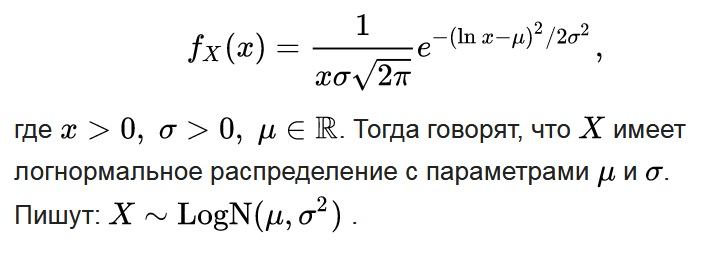 f_X(x) = \frac{1}{x\sigma\sqrt{2\pi}} e^{-(\ln x-\mu)^2/2\sigma^2},
где x > 0, σ > 0, μ ∈ ℝ. Тогда говорят, что X имеет
логнормальное распределение с параметрами μ и σ.
Пишут: X ∼ LogN(μ, σ²) .